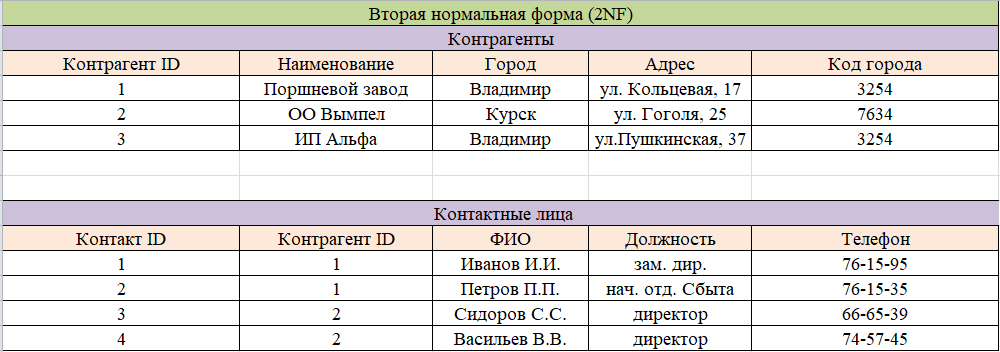 Вторая нормальная форма (2NF)
Контрагенты
Контрагент ID Наименование Город Адрес Код города
1 Поршневой завод Владимир ул. Кольцевая, 17 3254
2 ОО Вымпел Курск ул. Гоголя, 25 7634
3 ИП Альфа Владимир ул.Пушкинская, 37 3254
Контактные лица
Контакт ID Контрагент ID ФИО Должность Телефон
1 1 Иванов И.И. зам. дир. 76-15-95
2 1 Петров П.П. нач. отд. Сбыта 76-15-35
3 2 Сидоров С.С. директор 66-65-39
4 2 Васильев В.В. директор 74-57-45